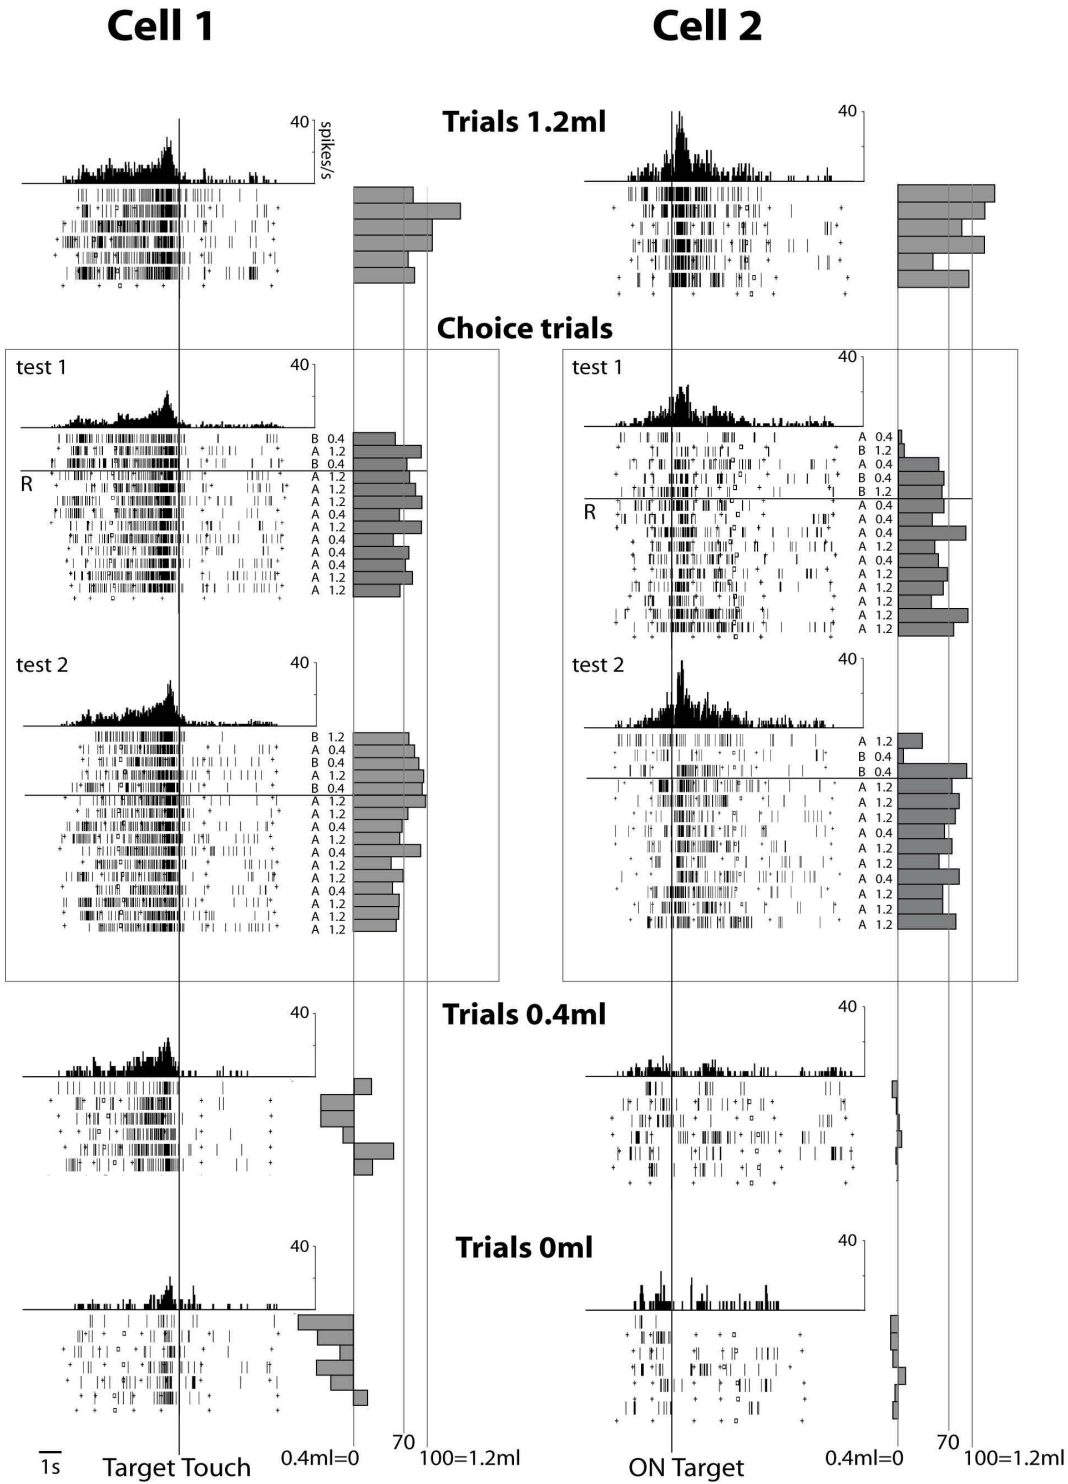 Cell 1
Cell 2
Trials 1.2ml
40
spikes/s
40
Choice trials
test 1
40
B 0.4
A 1.2
B 0.4
A 1.2
A 1.2
A 1.2
A 0.4
A 1.2
A 0.4
A 0.4
A 0.4
A 1.2
A 1.2
R
test 1
40
A 0.4
B 1.2
A 0.4
B 0.4
B 1.2
A 0.4
A 0.4
A 0.4
A 1.2
A 0.4
A 1.2
A 1.2
A 1.2
A 1.2
A 1.2
R
test 2
40
B 1.2
A 0.4
B 0.4
A 1.2
B 0.4
A 1.2
A 1.2
A 0.4
A 1.2
A 0.4
A 1.2
A 1.2
A 0.4
A 1.2
A 1.2
A 1.2
test 2
40
A 1.2
B 0.4
B 0.4
A 1.2
A 1.2
A 1.2
A 0.4
A 1.2
A 1.2
A 0.4
A 1.2
A 1.2
A 1.2
Trials 0.4ml
40
40
Trials 0ml
40
40
1s
Target Touch
0.4ml=0
70
100=1.2ml
ON Target
0.4ml=0
70
100=1.2ml